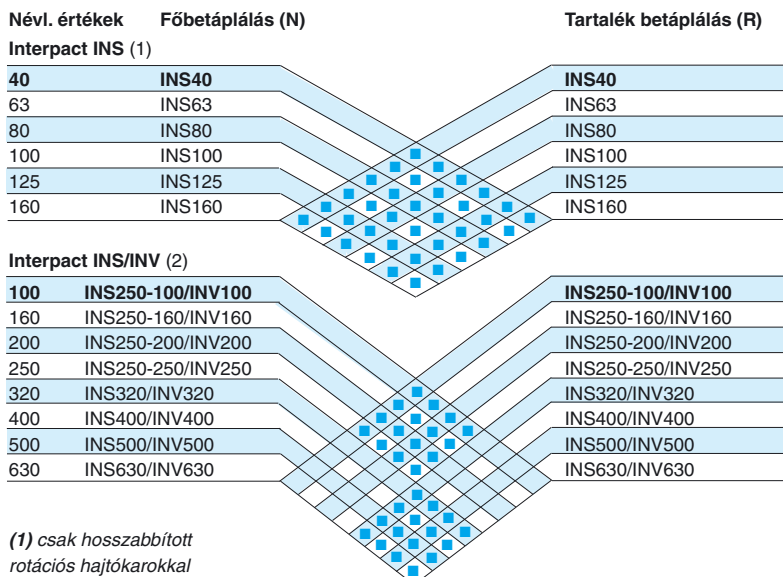 Névl. értékek Főbetáplálás (N) Tartalék betáplálás (R)
Interpact INS (1)
40 INS40 INS40
63 INS63 INS63
80 INS80 INS80
100 INS100 INS100
125 INS125 INS125
160 INS160 INS160
Interpact INS/INV (2)
100 INS250-100/INV100 INS250-100/INV100
160 INS250-160/INV160 INS250-160/INV160
200 INS250-200/INV200 INS250-200/INV200
250 INS250-250/INV250 INS250-250/INV250
320 INS320/INV320 INS320/INV320
400 INS400/INV400 INS400/INV400
500 INS500/INV500 INS500/INV500
630 INS630/INV630 INS630/INV630
(1) csak hosszabbított
rotációs hajtókarokkal